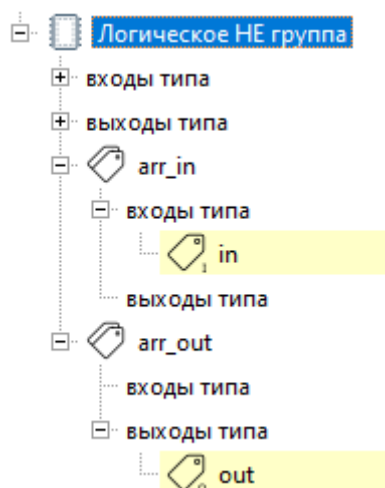 Логическое НЕ группа
входы типа
выходы типа
arr_in
входы типа
1 in
выходы типа
arr_out
входы типа
выходы типа
out